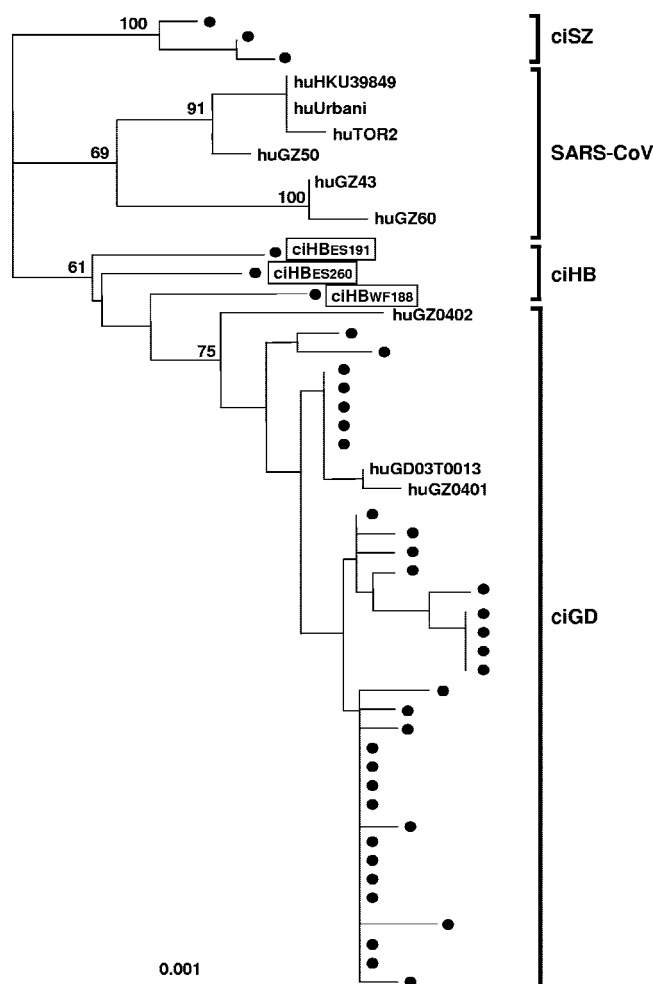 100
ciSZ
huHKU39849
huUrbani
91
huTOR2
69
huGZ50
SARS-CoV
huGZ43
100
huGZ60
ciHBES191
61
ciHBES260
ciHB
ciHBWF188
huGZ0402
75
huGD03T0013
huGZ0401
ciGD
0.001